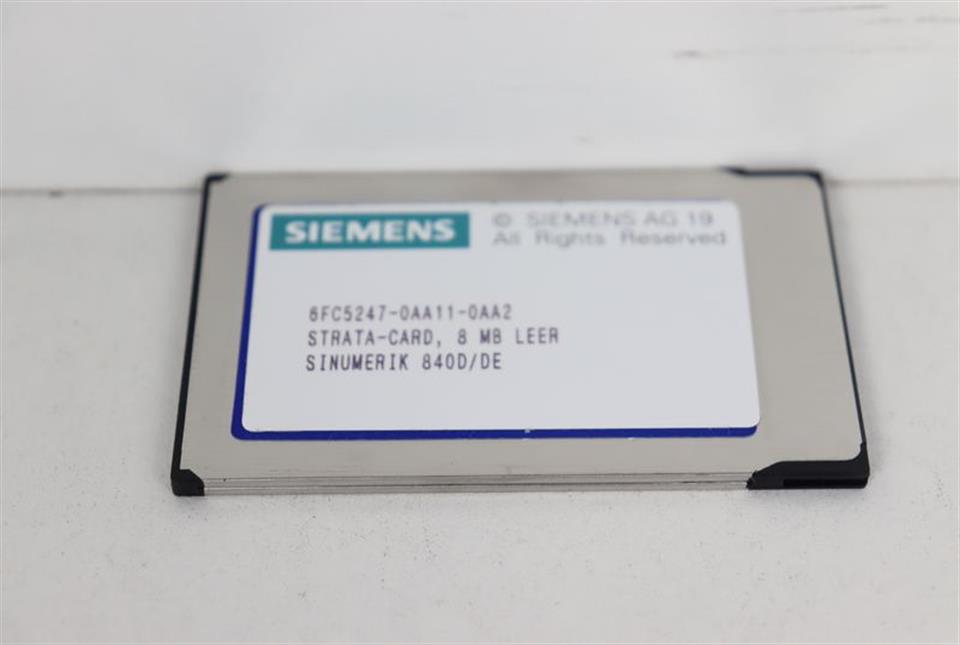 SIEMENS
© SIEMENS AG 19
All Rights Reserved
6FC5247-0AA11-0AA2
STRATA-CARD, 8 MB LEER
SINUMERIK 840D/DE